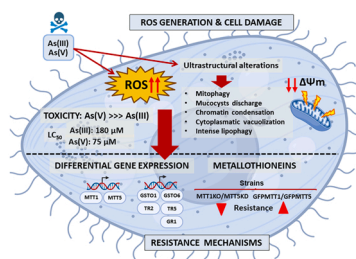 ROS GENERATION & CELL DAMAGE
As(III)
As(V)
ROS
Ultrastructural alterations
• Mitophagy
• Mucocysts discharge
• Chromatin condensation
• Cytoplasmatic vacuolization
• Intense lipophagy
ΔΨm
TOXICITY: As(V) >>> As(III)
LC50
As(III): 180 µM
As(V): 75 µM
DIFFERENTIAL GENE EXPRESSION
MTT1 MTT5
GSTO1 GSTO6
TR2 TR5
GR1
METALLOTHIONEINS
Strains
MTT1KO/MTT5KD GFPMTT1/GFPMTT5
Resistance
RESISTANCE MECHANISMS